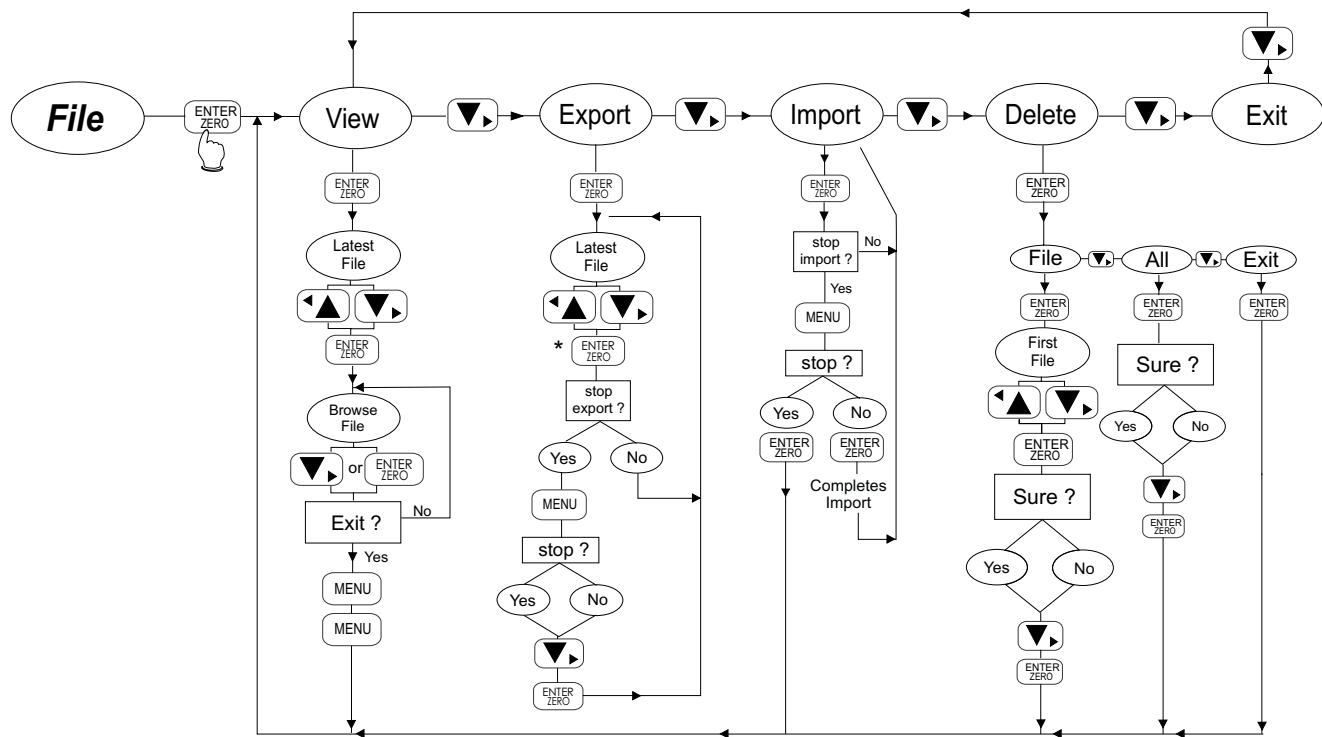 File
ENTER
ZERO
View
Export
Import
Delete
Exit
ENTER
ZERO
Latest
File
ENTER
ZERO
Browse
File
or
ENTER
ZERO
Exit ?
No
Yes
MENU
MENU
ENTER
ZERO
Latest
File
*
ENTER
ZERO
stop
export ?
Yes
No
MENU
stop ?
Yes
No
ENTER
ZERO
ENTER
ZERO
stop
import ?
No
Yes
MENU
stop ?
Yes
No
ENTER
ZERO
ENTER
ZERO
Completes
Import
ENTER
ZERO
File
All
Exit
ENTER
ZERO
First
File
ENTER
ZERO
Sure ?
Yes
No
ENTER
ZERO
ENTER
ZERO
Sure ?
Yes
No
ENTER
ZERO
ENTER
ZERO